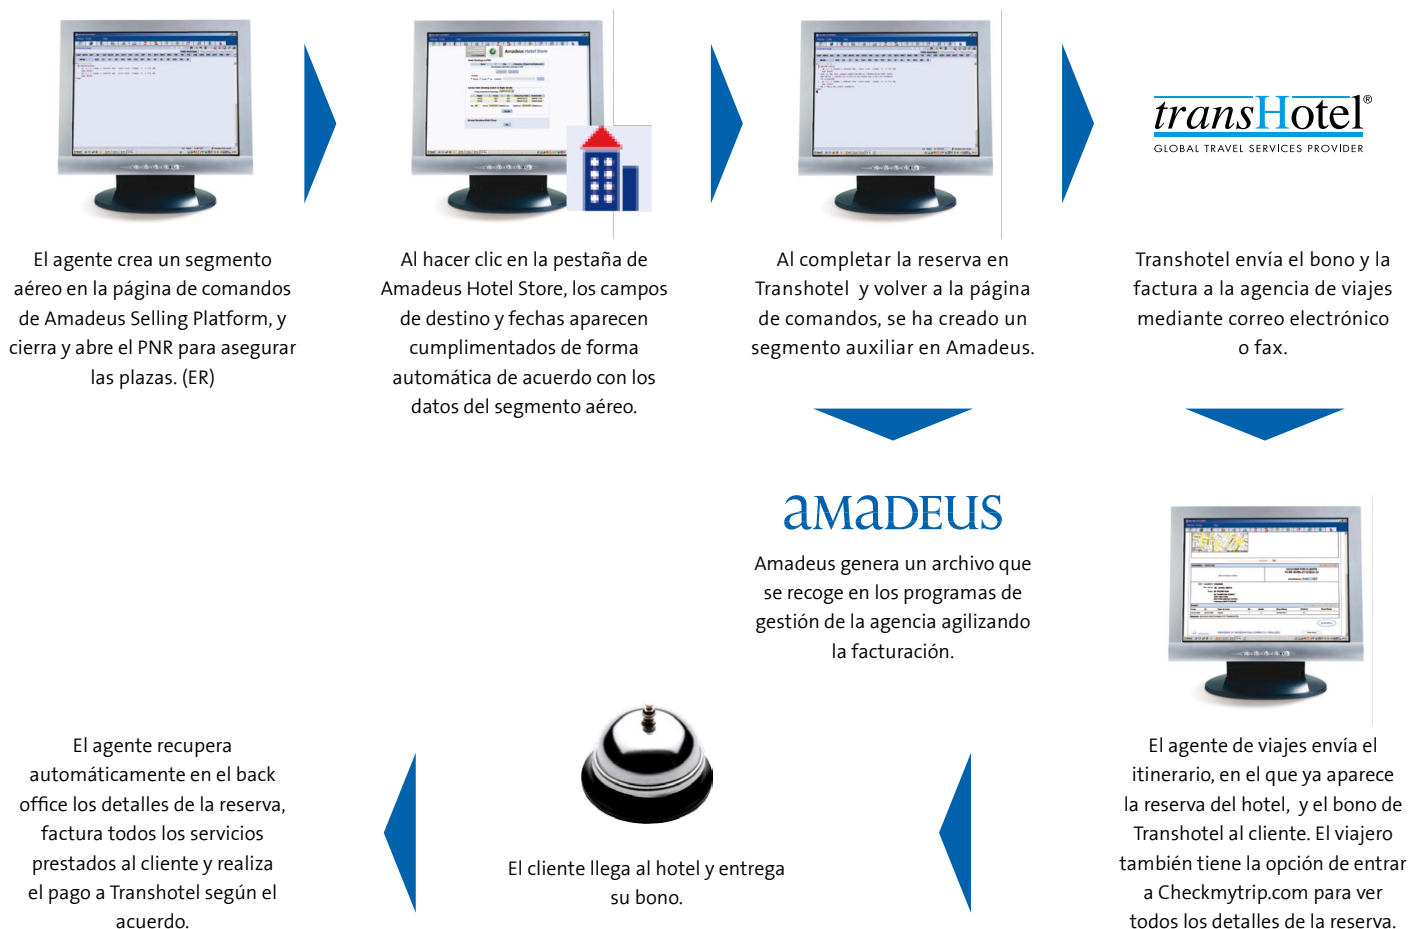 Amadeus Hotel Store
transHotel®
GLOBAL TRAVEL SERVICES PROVIDER
El agente crea un segmento
aéreo en la página de comandos
de Amadeus Selling Platform, y
cierra y abre el PNR para asegurar
las plazas. (ER)
Al hacer clic en la pestaña de
Amadeus Hotel Store, los campos
de destino y fechas aparecen
cumplimentados de forma
automática de acuerdo con los
datos del segmento aéreo.
Al completar la reserva en
Transhotel y volver a la página
de comandos, se ha creado un
segmento auxiliar en Amadeus.
Transhotel envía el bono y la
factura a la agencia de viajes
mediante correo electrónico
o fax.
amadeus
Amadeus genera un archivo que
se recoge en los programas de
gestión de la agencia agilizando
la facturación.
El agente de viajes envía el
itinerario, en el que ya aparece
la reserva del hotel, y el bono de
Transhotel al cliente. El viajero
también tiene la opción de entrar
a Checkmytrip.com para ver
todos los detalles de la reserva.
El cliente llega al hotel y entrega
su bono.
El agente recupera
automáticamente en el back
office los detalles de la reserva,
factura todos los servicios
prestados al cliente y realiza
el pago a Transhotel según el
acuerdo.